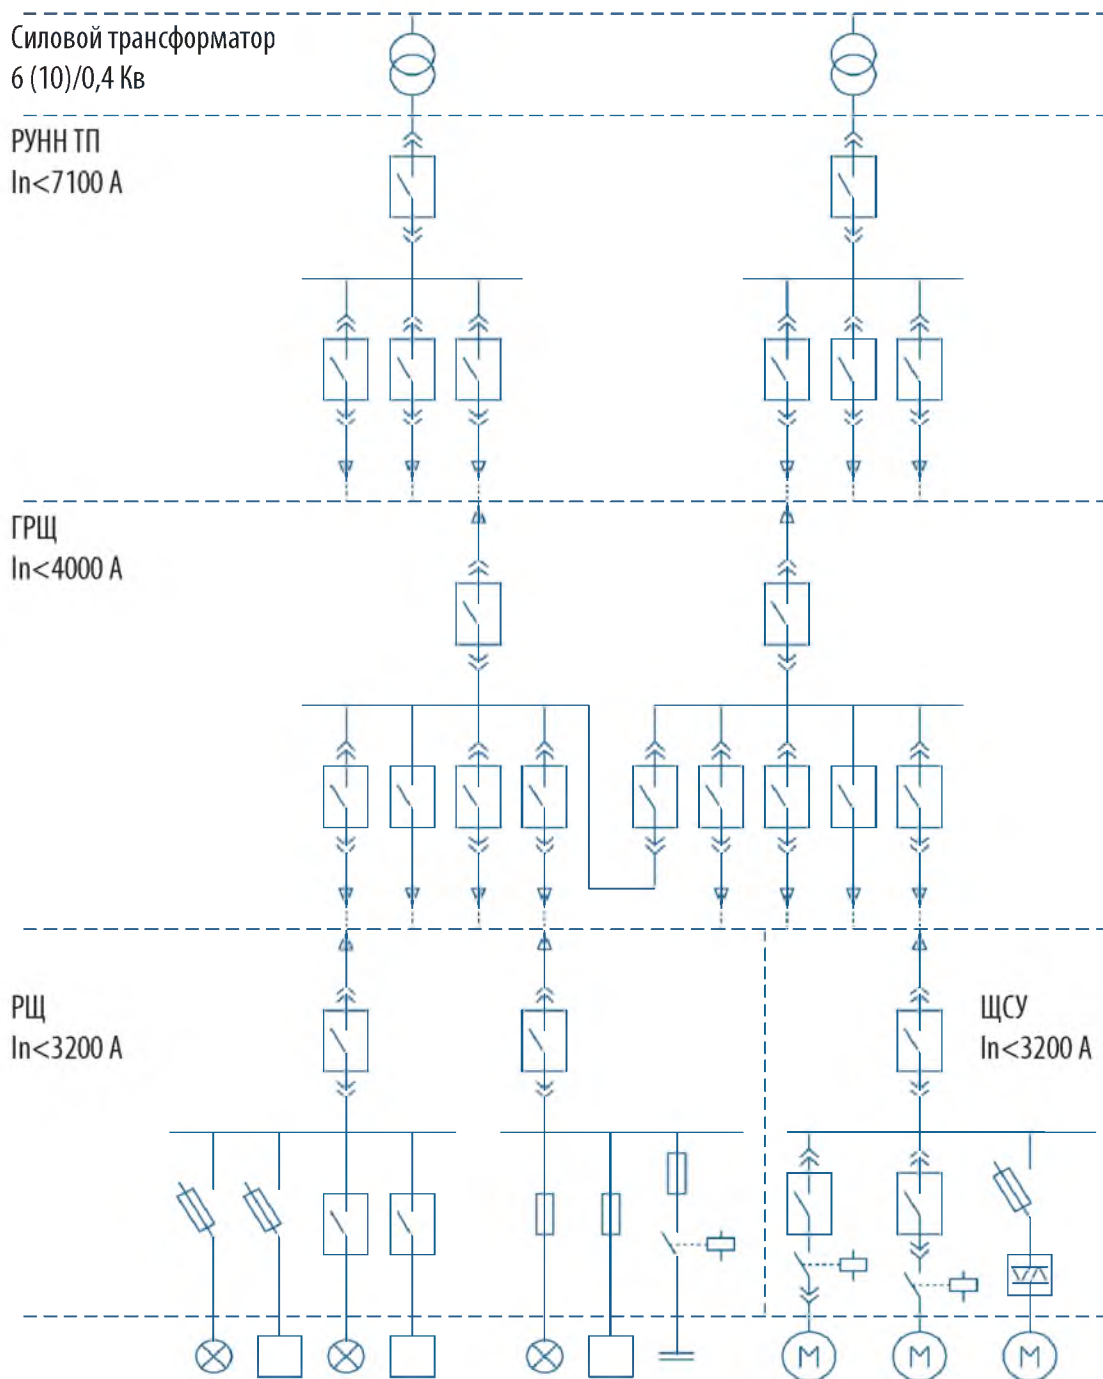 Силовой трансформатор
6 (10)/0,4 Кв
РУНН ТП
In<7100 А
ГРЩ
In<4000 А
РЩ
In<3200 А
ЩСУ
In<3200 А
М
М
М